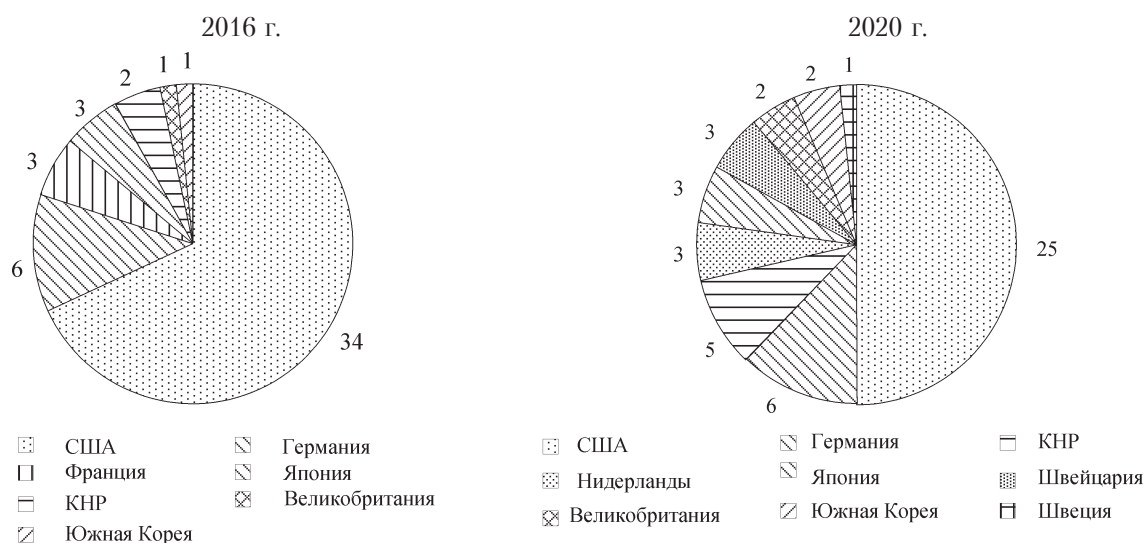 2016 г.
1
1
2
3
3
6
34
США
Германия
Франция
Япония
КНР
Великобритания
Южная Корея
2020 г.
1
2
2
3
3
3
5
6
25
США
Германия
КНР
Нидерланды
Япония
Швейцария
Великобритания
Южная Корея
Швеция